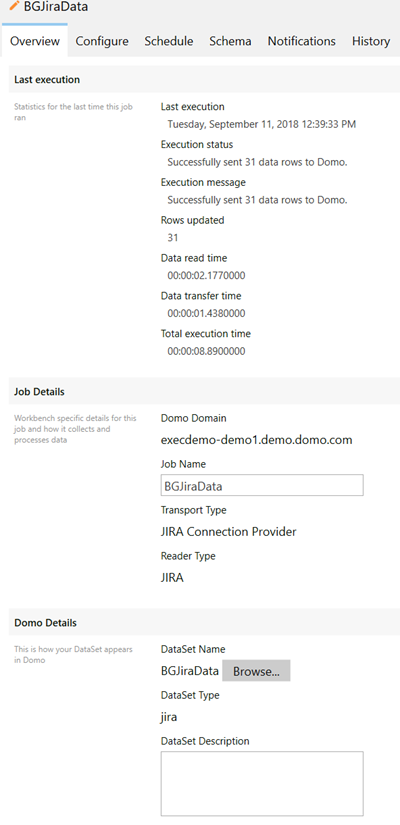 BGJiraData
Overview Configure Schedule Schema Notifications History
Last execution
Statistics for the last time this job
ran
Last execution
Tuesday, September 11, 2018 12:39:33 PM
Execution status
Successfully sent 31 data rows to Domo.
Execution message
Successfully sent 31 data rows to Domo.
Rows updated
31
Data read time
00:00:02.1770000
Data transfer time
00:00:01.4380000
Total execution time
00:00:08.8900000
Job Details
Workbench specific details for this
job and how it collects and
processes data
Domo Domain
execdemo-demo1.demo.domo.com
Job Name
BGJiraData
Transport Type
JIRA Connection Provider
Reader Type
JIRA
Domo Details
This is how your DataSet appears
in Domo
DataSet Name
BGJiraData Browse...
DataSet Type
jira
DataSet Description